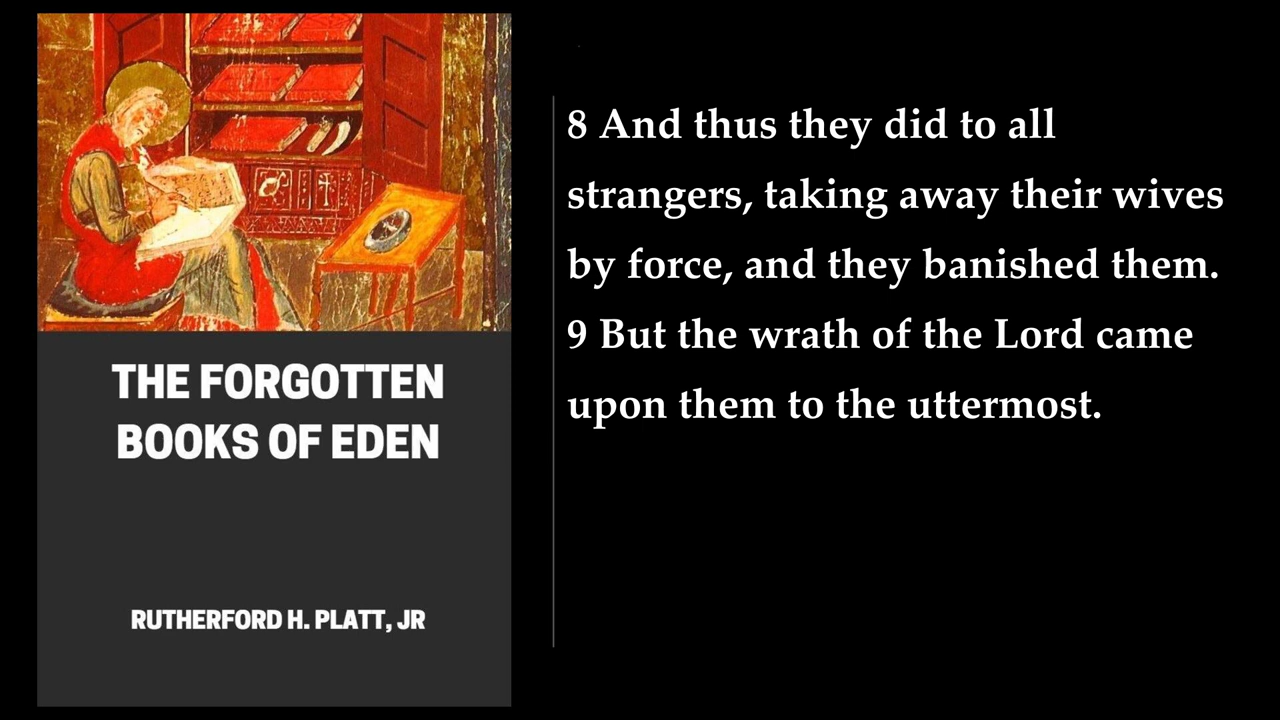 THE FORGOTTEN
BOOKS OF EDEN
RUTHERFORD H. PLATT, JR
8 And thus they did to all
strangers, taking away their wives
by force, and they banished them.
9 But the wrath of the Lord came
upon them to the uttermost.